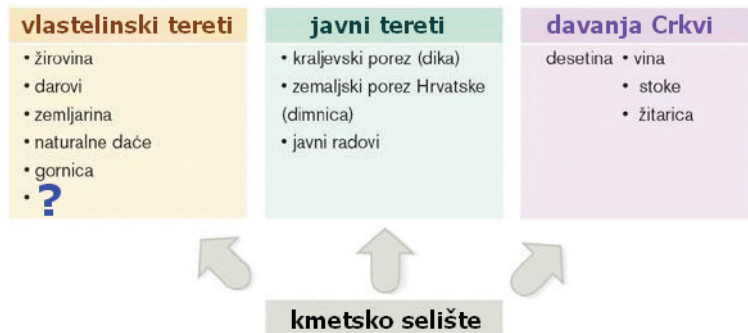 vlastelinski tereti
• žirovina
• darovi
• zemljarina
• naturalne daće
• gornica
• ?
javni tereti
• kraljevski porez (dika)
• zemaljski porez Hrvatske
(dimnica)
• javni radovi
davanja Crkvi
desetina • vina
• stoke
• žitarica
kmetsko selište